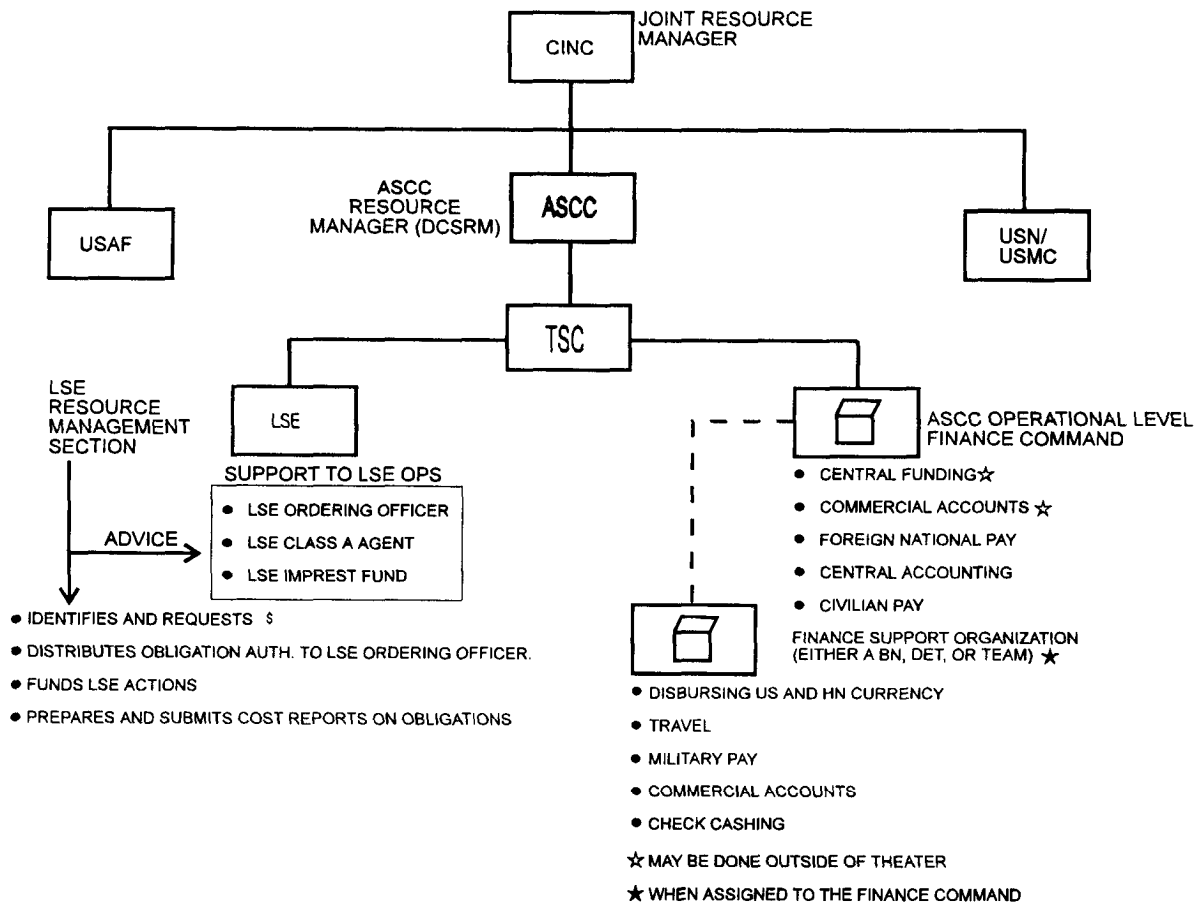 JOINT RESOURCE
MANAGER
CINC
ASCC
RESOURCE
MANAGER (DCSRM)
ASCC
USAF
USN/
USMC
TSC
LSE
RESOURCE
MANAGEMENT
SECTION
LSE
ASCC OPERATIONAL LEVEL
FINANCE COMMAND
SUPPORT TO LSE OPS
• LSE ORDERING OFFICER
• LSE CLASS A AGENT
• LSE IMPREST FUND
ADVICE
• IDENTIFIES AND REQUESTS $
• DISTRIBUTES OBLIGATION AUTH. TO LSE ORDERING OFFICER.
• FUNDS LSE ACTIONS
• PREPARES AND SUBMITS COST REPORTS ON OBLIGATIONS
• CENTRAL FUNDING☆
• COMMERCIAL ACCOUNTS ☆
• FOREIGN NATIONAL PAY
• CENTRAL ACCOUNTING
• CIVILIAN PAY
FINANCE SUPPORT ORGANIZATION
(EITHER A BN, DET, OR TEAM) ★
• DISBURSING US AND HN CURRENCY
• TRAVEL
• MILITARY PAY
• COMMERCIAL ACCOUNTS
• CHECK CASHING
☆ MAY BE DONE OUTSIDE OF THEATER
★ WHEN ASSIGNED TO THE FINANCE COMMAND